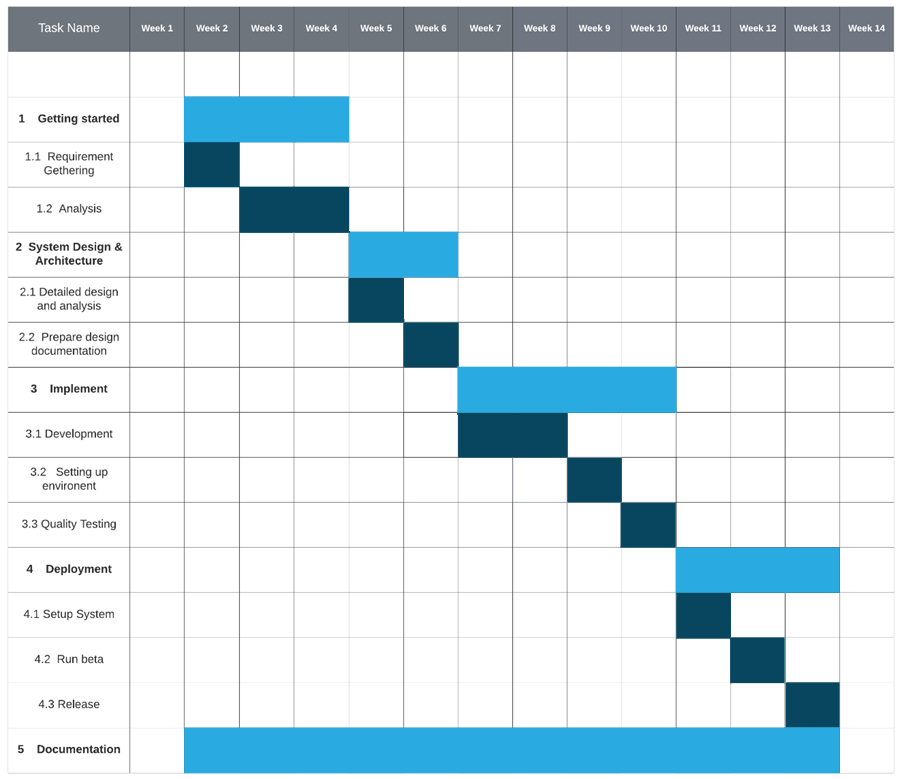 Task Name Week 1 Week 2 Week 3 Week 4 Week 5 Week 6 Week 7 Week 8 Week 9 Week 10 Week 11 Week 12 Week 13 Week 14
1 Getting started
1.1 Requirement
Gethering
1.2 Analysis
2 System Design &
Architecture
2.1 Detailed design
and analysis
2.2 Prepare design
documentation
3 Implement
3.1 Development
3.2 Setting up
environent
3.3 Quality Testing
4 Deployment
4.1 Setup System
4.2 Run beta
4.3 Release
5 Documentation